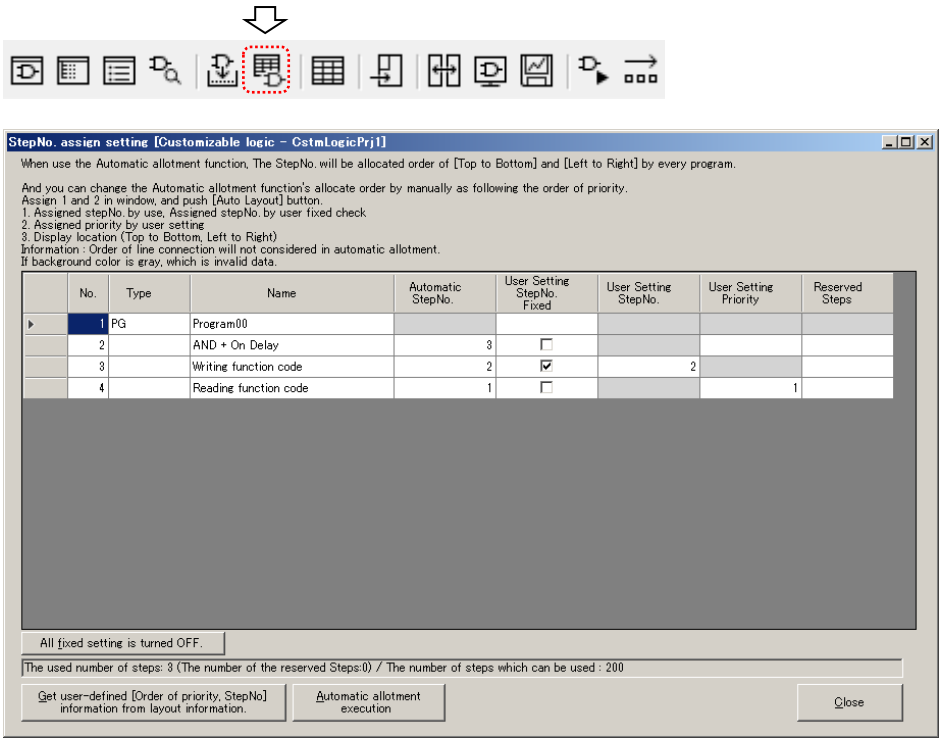 StepNo. assign setting [Customizable logic - CstmLogicPrj1]
When use the Automatic allotment function, The StepNo. will be allocated order of [Top to Bottom] and [Left to Right] by every program.
And you can change the Automatic allotment function's allocate order by manually as following the order of priority.
Assign 1 and 2 in window, and push [Auto Layout] button.
1. Assigned stepNo. by use, Assigned stepNo. by user fixed check
2. Assigned priority by user setting
3. Display location (Top to Bottom, Left to Right)
Information : Order of line connection will not considered in automatic allotment.
If background color is gray, which is invalid data.
No. Type Name Automatic StepNo. User Setting StepNo. Fixed User Setting StepNo. User Setting Priority Reserved Steps
1 PG Program00
2 AND + On Delay 3
3 Writing function code 2 2
4 Reading function code 1 1
All fixed setting is turned OFF.
The used number of steps: 3 (The number of the reserved Steps:0) / The number of steps which can be used : 200
Get user-defined [Order of priority, StepNo]
information from layout information.
Automatic allotment
execution
Close